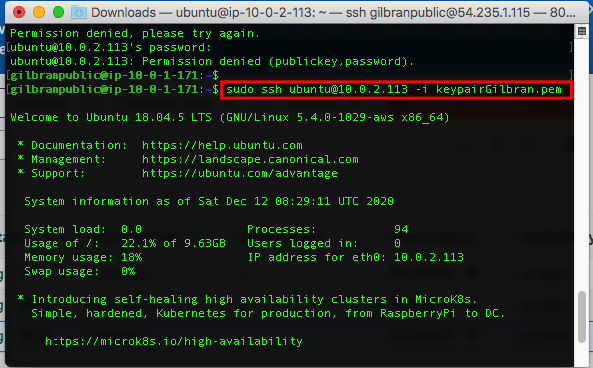 Downloads — ubuntu@ip-10-0-2-113: ~ — ssh gilbranpublic@54.235.1.115 — 80...
Permission denied, please try again.
[ubuntu@10.0.2.113's password:
ubuntu@10.0.2.113: Permission denied (publickey,password).
[gilbranpublic@ip-10-0-1-171:~$ ]
[gilbranpublic@ip-10-0-1-171:~$ sudo ssh ubuntu@10.0.2.113 -i keypairGilbran.pem
Welcome to Ubuntu 18.04.5 LTS (GNU/Linux 5.4.0-1029-aws x86_64)
* Documentation: https://help.ubuntu.com
* Management: https://landscape.canonical.com
* Support: https://ubuntu.com/advantage
System information as of Sat Dec 12 08:29:11 UTC 2020
System load: 0.0 Processes: 94
Usage of /: 22.1% of 9.63GB Users logged in: 0
Memory usage: 18% IP address for eth0: 10.0.2.113
Swap usage: 0%
* Introducing self-healing high availability clusters in MicroK8s.
Simple, hardened, Kubernetes for production, from RaspberryPi to DC.
https://microk8s.io/high-availability